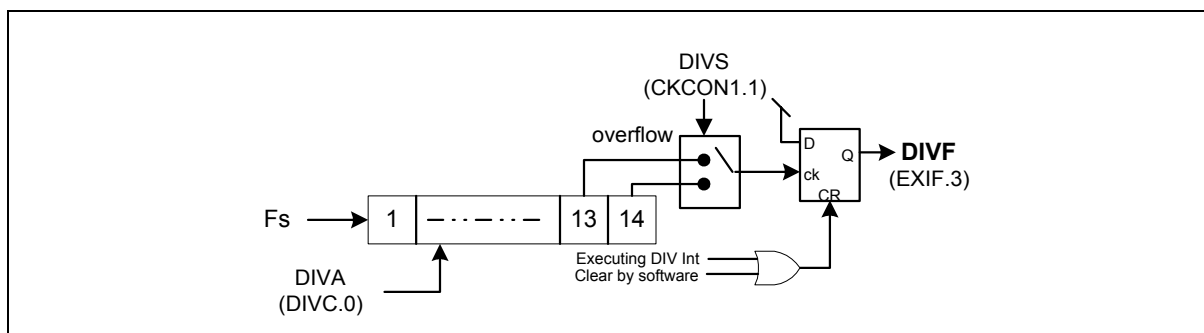 DIVS
(CKCON1.1)
overflow
D
Q
DIVF
(EXIF.3)
ck
CR
Fs
1
13
14
Executing DIV Int
Clear by software
DIVA
(DIVC.0)